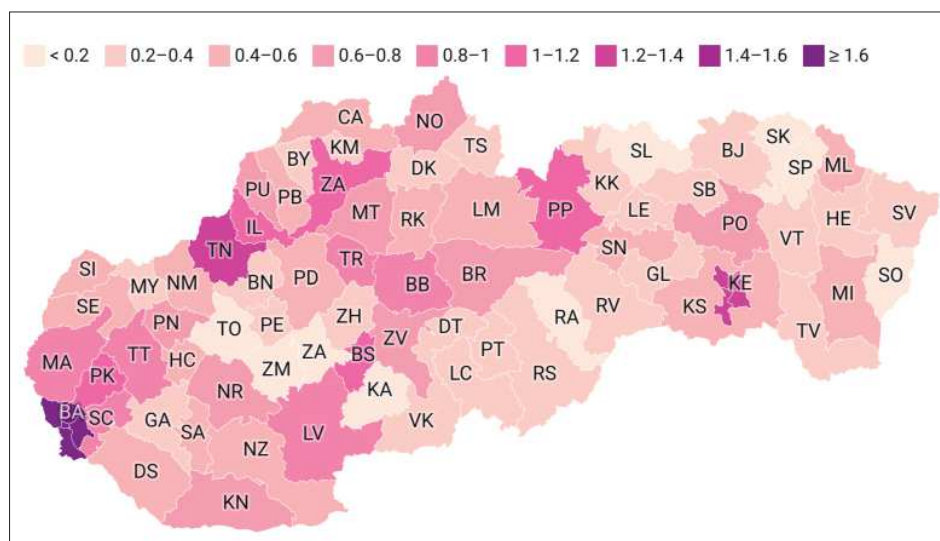 < 0.2 0.2–0.4 0.4–0.6 0.6–0.8 0.8–1 1–1.2 1.2–1.4 1.4–1.6 ≥ 1.6
CA NO
BY KM TS SL BJ SK
DK SP ML
PU PB ZA KK SB
MT RK LM PP LE PO HE SV
IL VT
TN TR SN
SI BN PD BB BR GL KE SO
MY NM
SE KS MI
PN TO PE ZH RA RV
ZV DT TV
MA TT HC ZM ZA BS PT
PK LC RS
NR KA
BA SC GA VK
SA LV
NZ
DS
KN